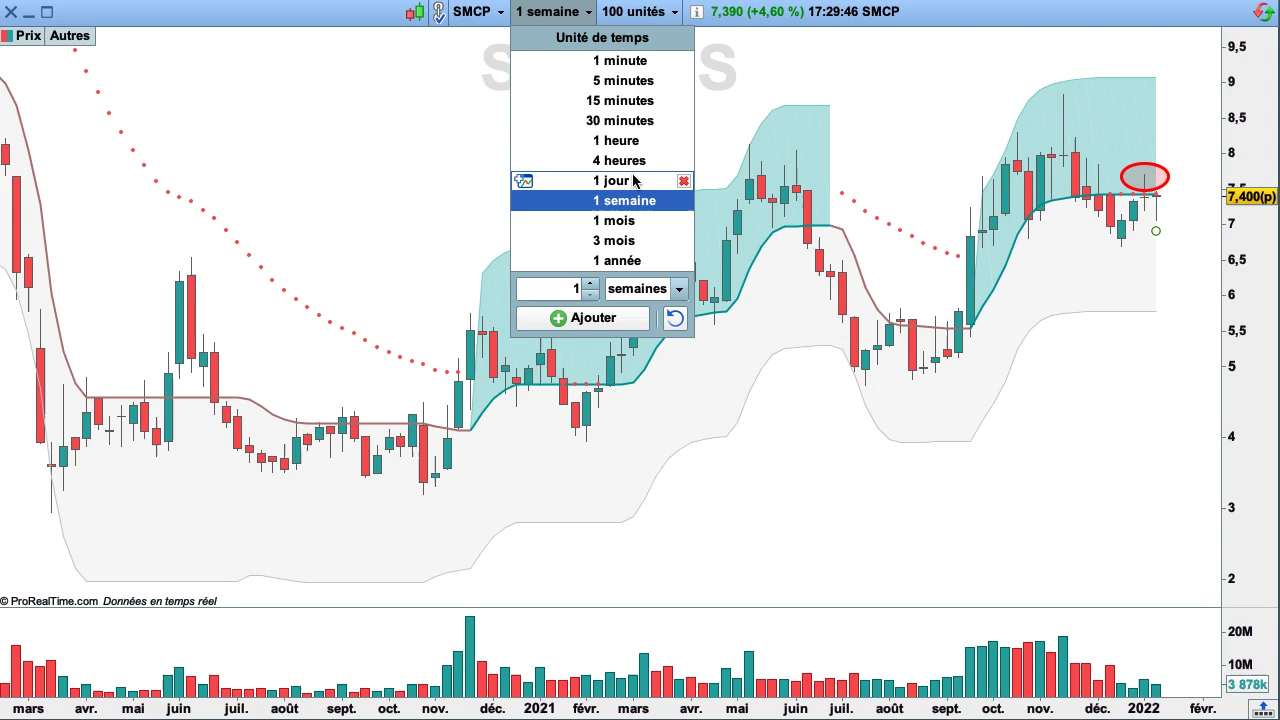 SMCP 1 semaine 100 unités 7,390 (+4,60 %) 17:29:46 SMCP
Prix Autres
S S
Unité de temps
1 minute
5 minutes
15 minutes
30 minutes
1 heure
4 heures
1 jour
1 semaine
1 mois
3 mois
1 année
1 semaines
Ajouter
9,5
9
8,5
8
7,400(p)
7
6,5
6
5,5
5
4
3
2
© ProRealTime.com Données en temps réel
20M
10M
3 878k
mars avr. mai juin juil. août sept. oct. nov. déc. 2021 févr. mars avr. mai juin juil. août sept. oct. nov. déc. 2022 févr.